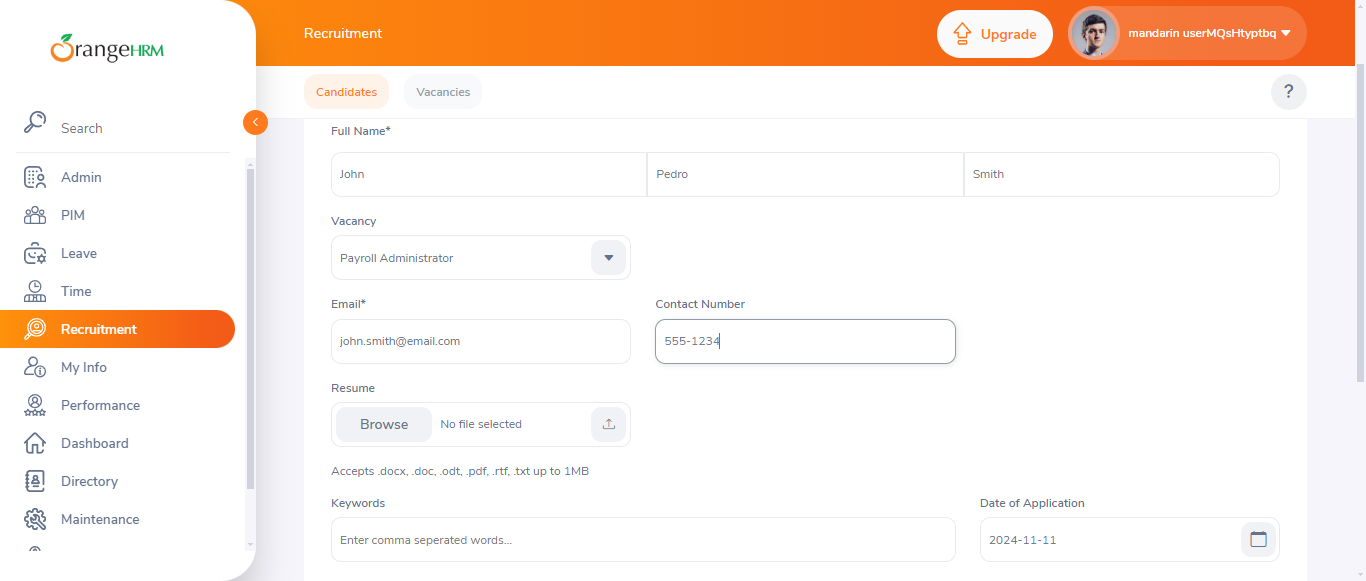 OrangeHRM
Search
Admin
PIM
Leave
Time
Recruitment
My Info
Performance
Dashboard
Directory
Maintenance
Recruitment
Upgrade
mandarin userMQsHtyptbq
Candidates
Vacancies
?
Full Name*
John
Pedro
Smith
Vacancy
Payroll Administrator
Email*
Contact Number
john.smith@email.com
555-1234
Resume
Browse
No file selected
Accepts .docx, .doc, .odt, .pdf, .rtf, .txt up to 1MB
Keywords
Date of Application
Enter comma seperated words...
2024-11-11